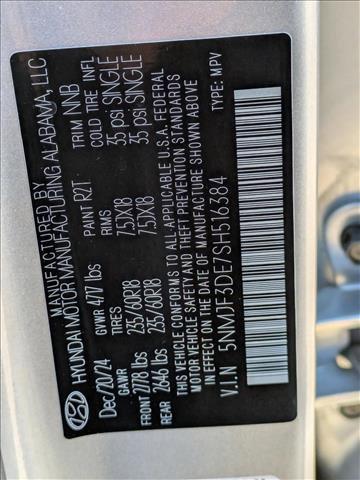 MANUFACTURED BY
HYUNDAI MOTOR MANUFACTURING ALABAMA, LLC
Dec/20/24 GVWR 4777 lbs PAINT R2T TRIM NNB
GAWR RIMS COLD TIRE INFL
FRONT 2778 lbs 235/60R18 7.5JX18 35 psi SINGLE
REAR 2646 lbs 235/60R18 7.5JX18 35 psi SINGLE
THIS VEHICLE CONFORMS TO ALL APPLICABLE U.S.A. FEDERAL
MOTOR VEHICLE SAFETY AND THEFT PREVENTION STANDARDS
IN EFFECT ON THE DATE OF MANUFACTURE SHOWN ABOVE.
V.I.N 5NMJF3DE7SH516384 TYPE: MPV